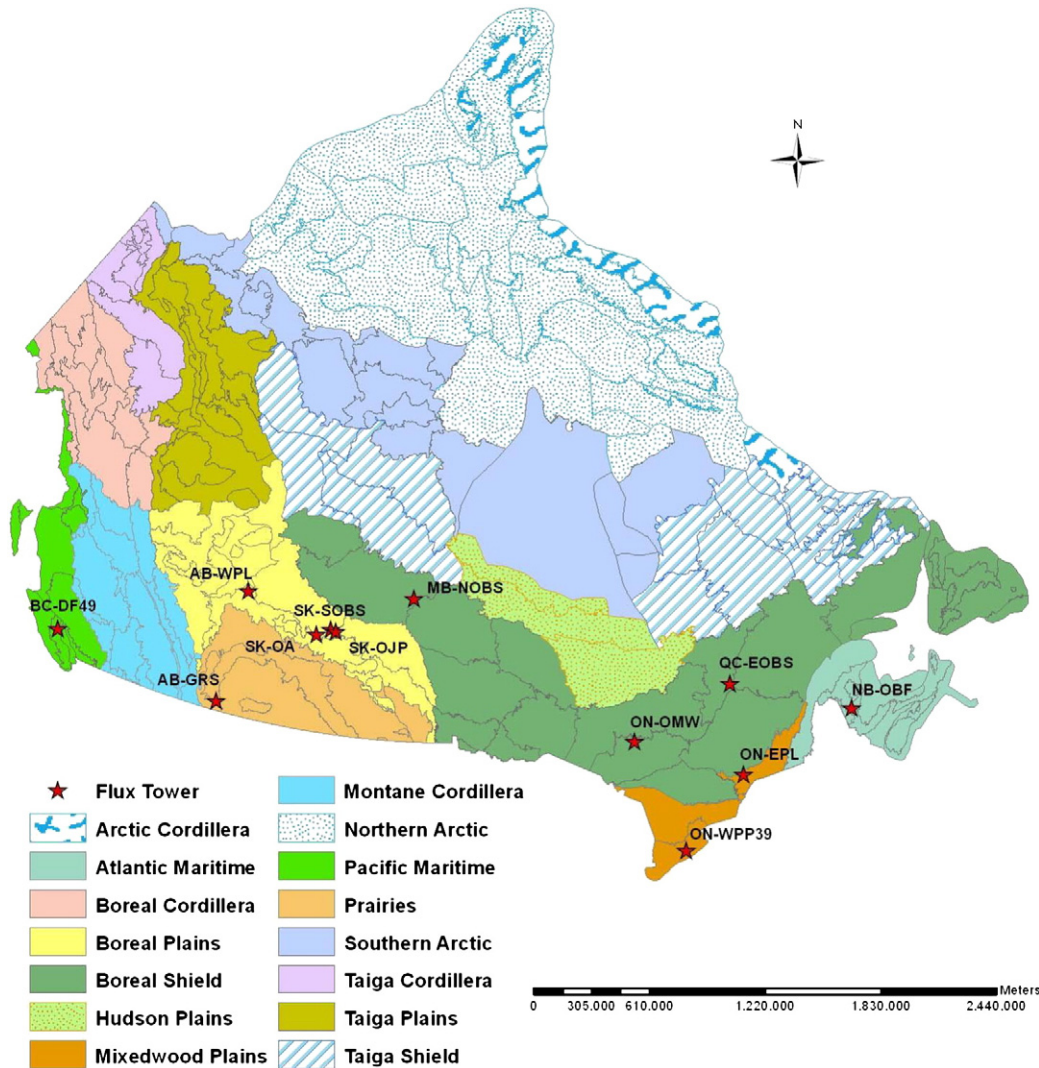 N
AB-WPL
MB-NOBS
BC-DF49
SK-SOBS
SK-OA
SK-OJP
AB-GRS
QC-EOBS
NB-OBF
ON-OMW
ON-EPL
ON-WPP39
Flux Tower
Arctic Cordillera
Atlantic Maritime
Boreal Cordillera
Boreal Plains
Boreal Shield
Hudson Plains
Mixedwood Plains
Montane Cordillera
Northern Arctic
Pacific Maritime
Prairies
Southern Arctic
Taiga Cordillera
Taiga Plains
Taiga Shield
Meters
0 305.000 610.000 1.220.000 1.830.000 2.440.000